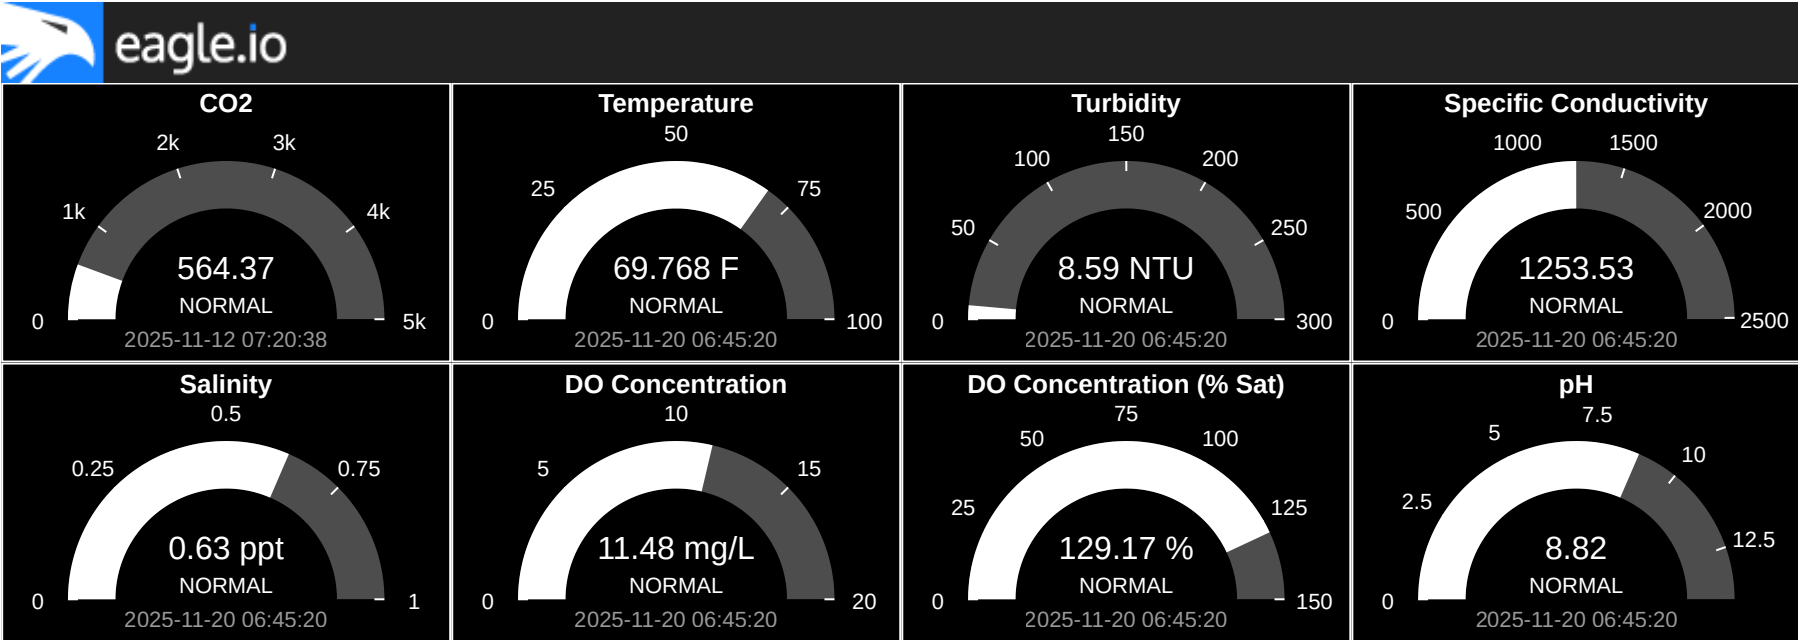 eagle.io
CO2
2k 3k
1k 4k
564.37
NORMAL
0 5k
2025-11-12 07:20:38
Temperature
50
25 75
69.768 F
NORMAL
0 100
2025-11-20 06:45:20
Turbidity
150
100 200
50 250
8.59 NTU
NORMAL
0 300
2025-11-20 06:45:20
Specific Conductivity
1000 1500
500 2000
1253.53
NORMAL
0 2500
2025-11-20 06:45:20
Salinity
0.5
0.25 0.75
0.63 ppt
NORMAL
0 1
2025-11-20 06:45:20
DO Concentration
10
5 15
11.48 mg/L
NORMAL
0 20
2025-11-20 06:45:20
DO Concentration (% Sat)
75
50 100
25 125
129.17 %
NORMAL
0 150
2025-11-20 06:45:20
pH
7.5
5 10
2.5 12.5
8.82
NORMAL
0
2025-11-20 06:45:20